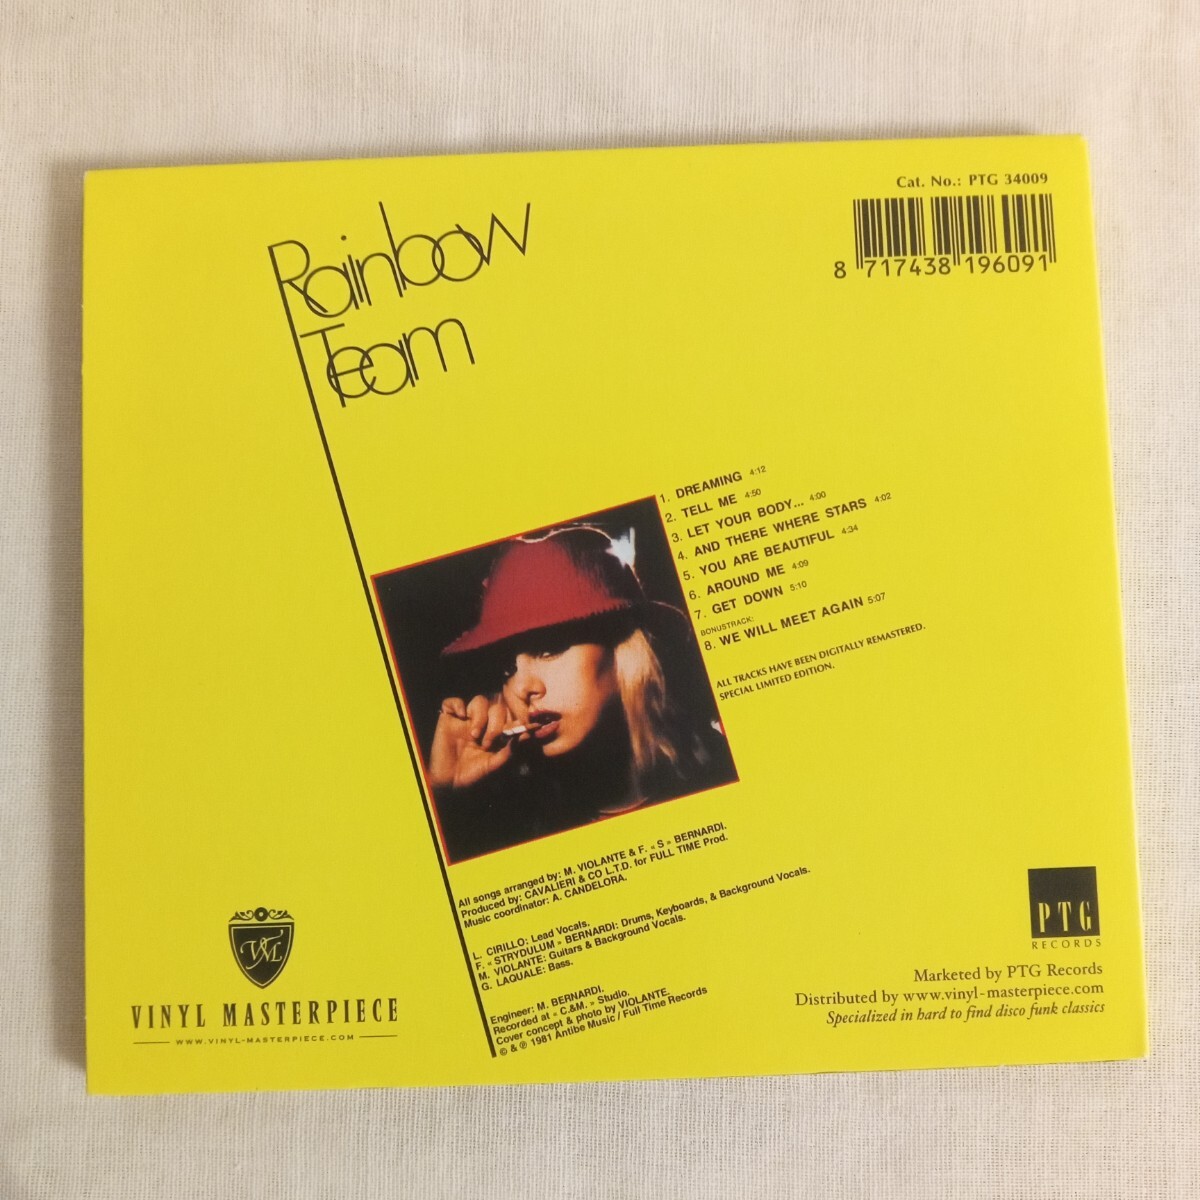 Cat. No.: PTG 34009
8 717438 196091
Rainbow
Team
1. DREAMING 4:12
2. TELL ME 4:50
3. LET YOUR BODY... 4:00
4. AND THERE WHERE STARS 4:02
5. YOU ARE BEAUTIFUL 4:34
6. AROUND ME 4:09
7. GET DOWN 5:10
BONUSTRACK:
8. WE WILL MEET AGAIN 5:07
ALL TRACKS HAVE BEEN DIGITALLY REMASTERED.
SPECIAL LIMITED EDITION.
All songs arranged by: M. VIOLANTE & F. « S » BERNARDI.
Produced by: CAVALIERI & CO L.T.D. for FULL TIME Prod.
Music coordinator: A. CANDELORA.
L. CIRILLO: Lead Vocals.
F. « STRYDULUM » BERNARDI: Drums, Keyboards, & Background Vocals.
M. VIOLANTE: Guitars & Background Vocals.
G. LAQUALE: Bass.
Engineer: M. BERNARDI.
Recorded at « C.&M. » Studio.
Cover concept & photo by VIOLANTE.
© & ℗ 1981 Antibe Music / Full Time Records
VM
VINYL MASTERPIECE
WWW.VINYL-MASTERPIECE.COM
PTG
RECORDS
Marketed by PTG Records
Distributed by www.vinyl-masterpiece.com
Specialized in hard to find disco funk classics